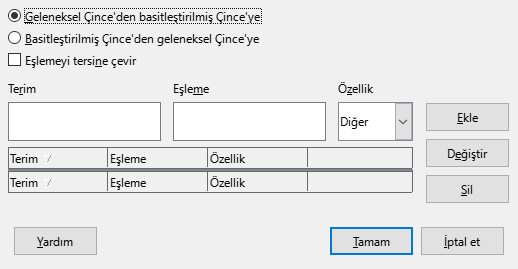 Geleneksel Çince'den basitleştirilmiş Çince'ye
Basitleştirilmiş Çince'den geleneksel Çince'ye
Eşlemeyi tersine çevir
Terim Eşleme Özellik
Diğer
Ekle
Terim Eşleme Özellik
Değiştir
Terim Eşleme Özellik
Sil
Yardım Tamam İptal et